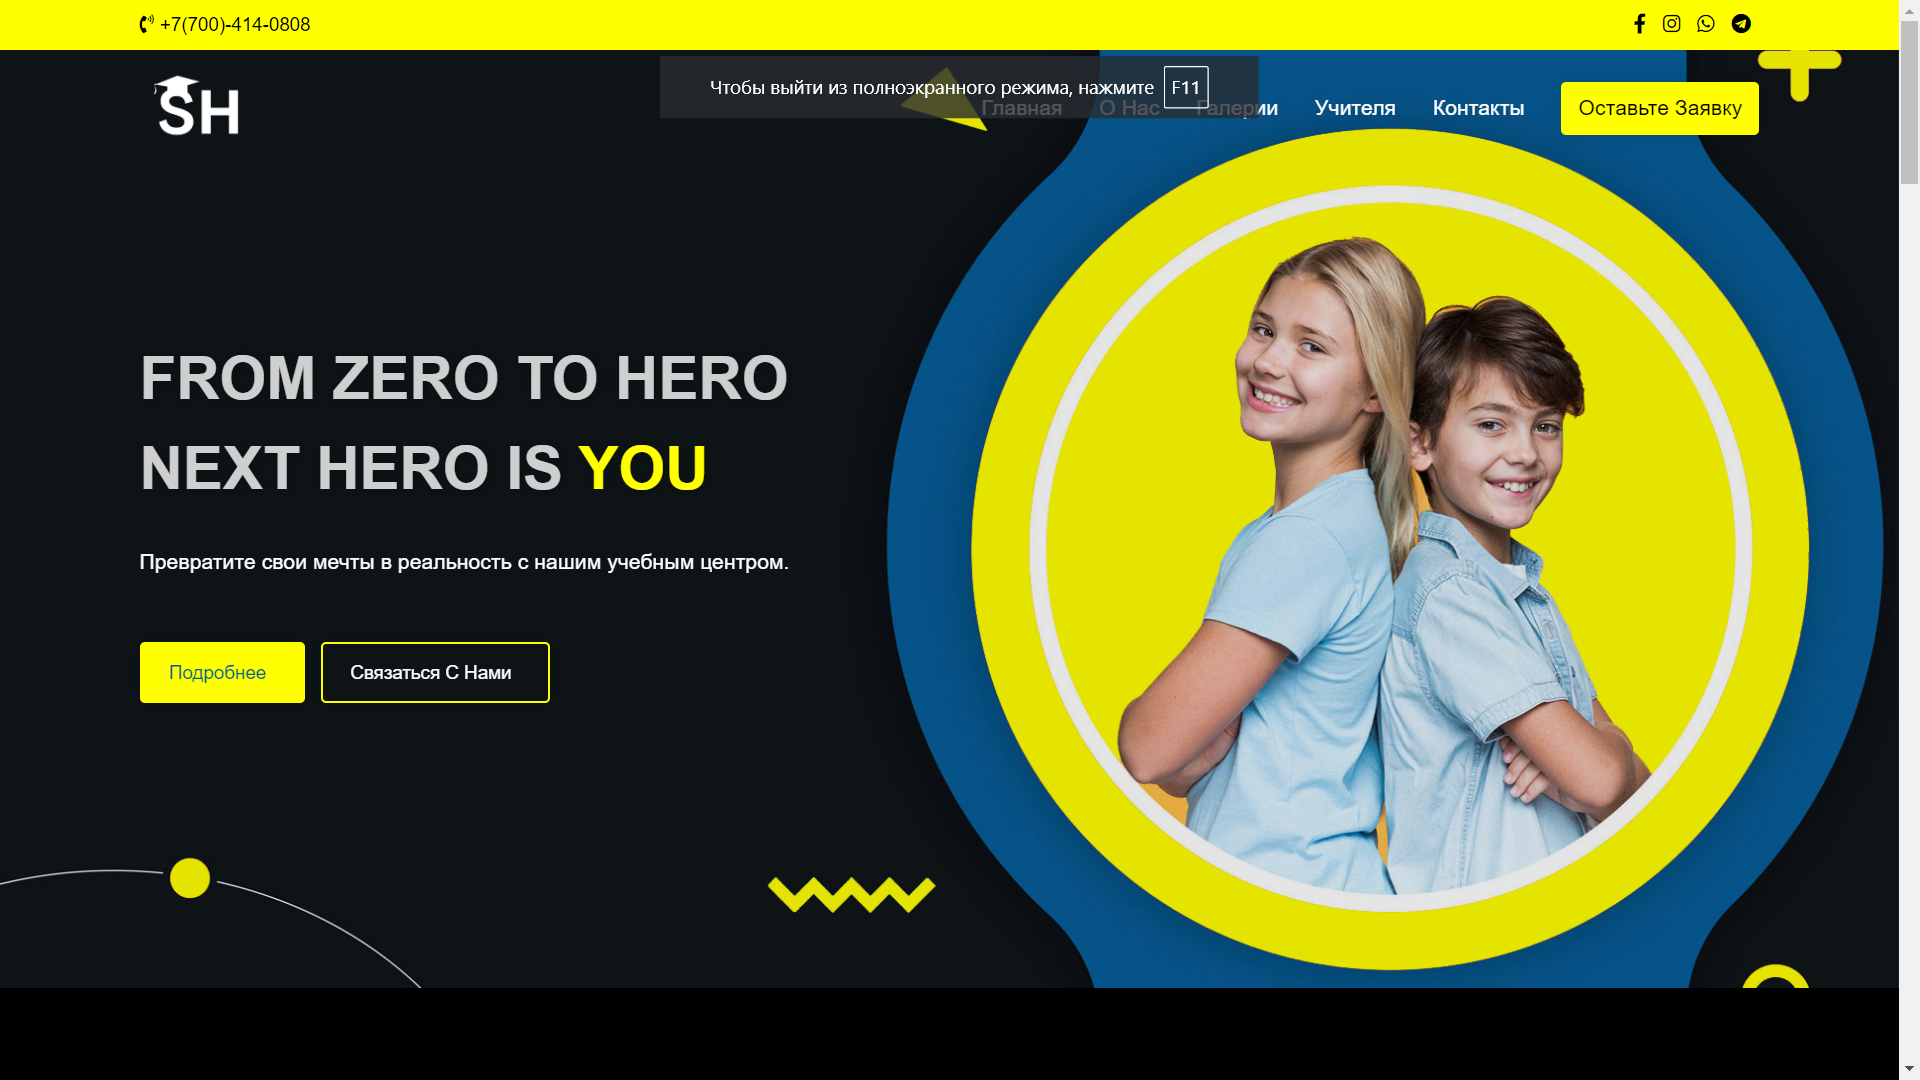 +7(700)-414-0808
Чтобы выйти из полноэкранного режима, нажмите F11
SH
Главная О Нас Галерии Учителя Контакты Оставьте Заявку
FROM ZERO TO HERO
NEXT HERO IS YOU
Превратите свои мечты в реальность с нашим учебным центром.
Подробнее Связаться С Нами